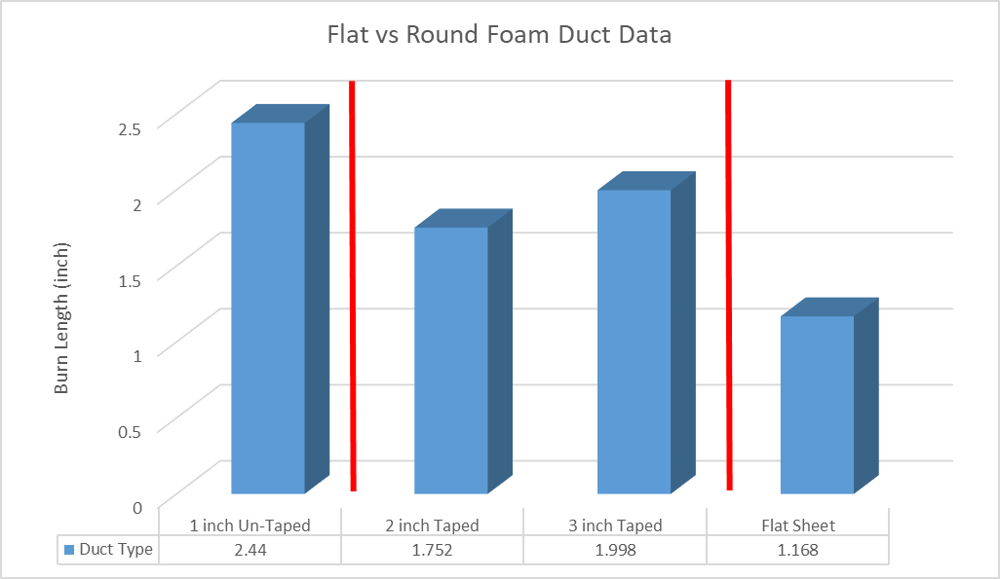 Flat vs Round Foam Duct Data
Burn Length (inch)
2.5
2
1.5
1
0.5
0
1 inch Un-Taped 2 inch Taped 3 inch Taped Flat Sheet
Duct Type 2.44 1.752 1.998 1.168